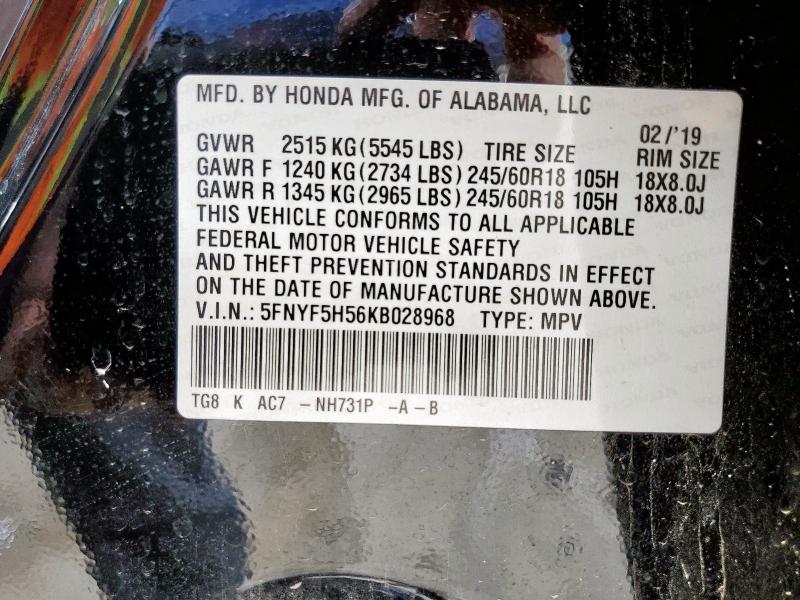 MFD. BY HONDA MFG. OF ALABAMA, LLC
02/'19
GVWR 2515 KG (5545 LBS) TIRE SIZE RIM SIZE
GAWR F 1240 KG (2734 LBS) 245/60R18 105H 18X8.0J
GAWR R 1345 KG (2965 LBS) 245/60R18 105H 18X8.0J
THIS VEHICLE CONFORMS TO ALL APPLICABLE
FEDERAL MOTOR VEHICLE SAFETY
AND THEFT PREVENTION STANDARDS IN EFFECT
ON THE DATE OF MANUFACTURE SHOWN ABOVE.
V.I.N.: 5FNYF5H56KB028968 TYPE: MPV
TG8 K AC7 -NH731P -A-B